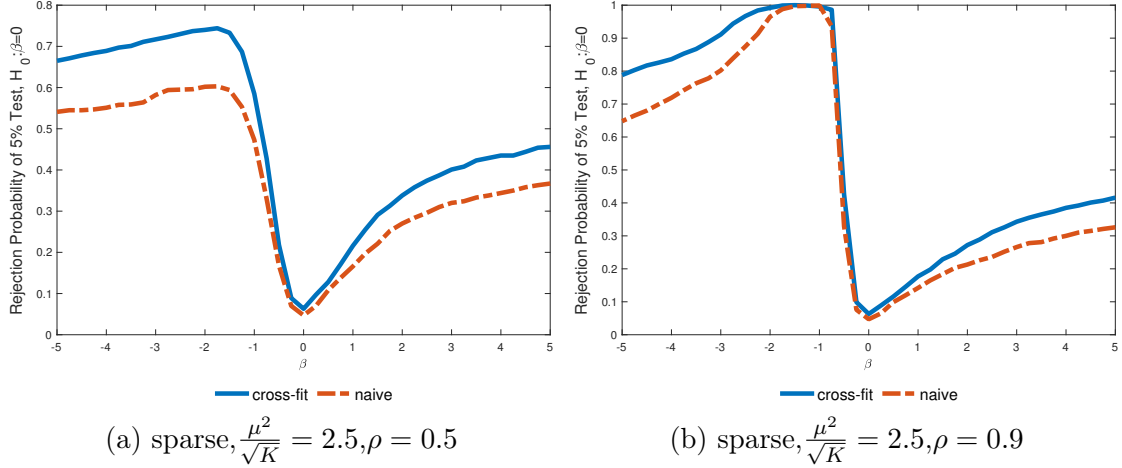 Rejection Probability of 5% Test, H 0:β=0
0.8
0.7
0.6
0.5
0.4
0.3
0.2
0.1
0
-5 -4 -3 -2 -1 0 1 2 3 4 5
β
cross-fit naive
(a) sparse, μ²/√K = 2.5,ρ = 0.5
Rejection Probability of 5% Test, H 0:β=0
1
0.9
0.8
0.7
0.6
0.5
0.4
0.3
0.2
0.1
0
-5 -4 -3 -2 -1 0 1 2 3 4 5
β
cross-fit naive
(b) sparse, μ²/√K = 2.5,ρ = 0.9